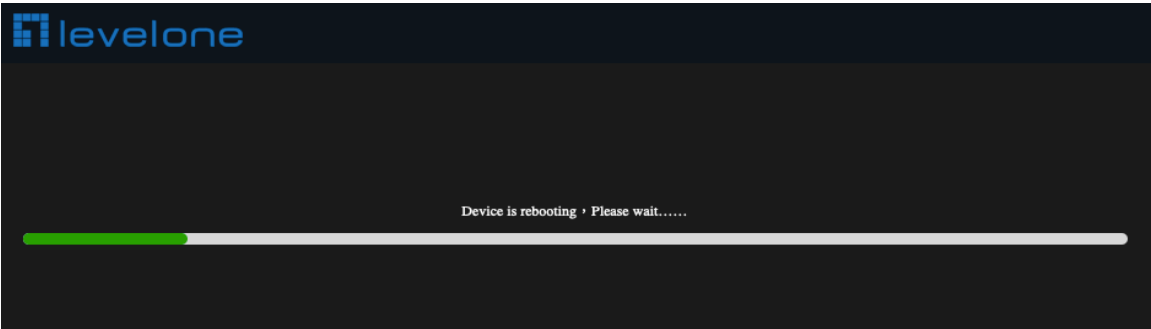 levelone
Device is rebooting，Please wait......